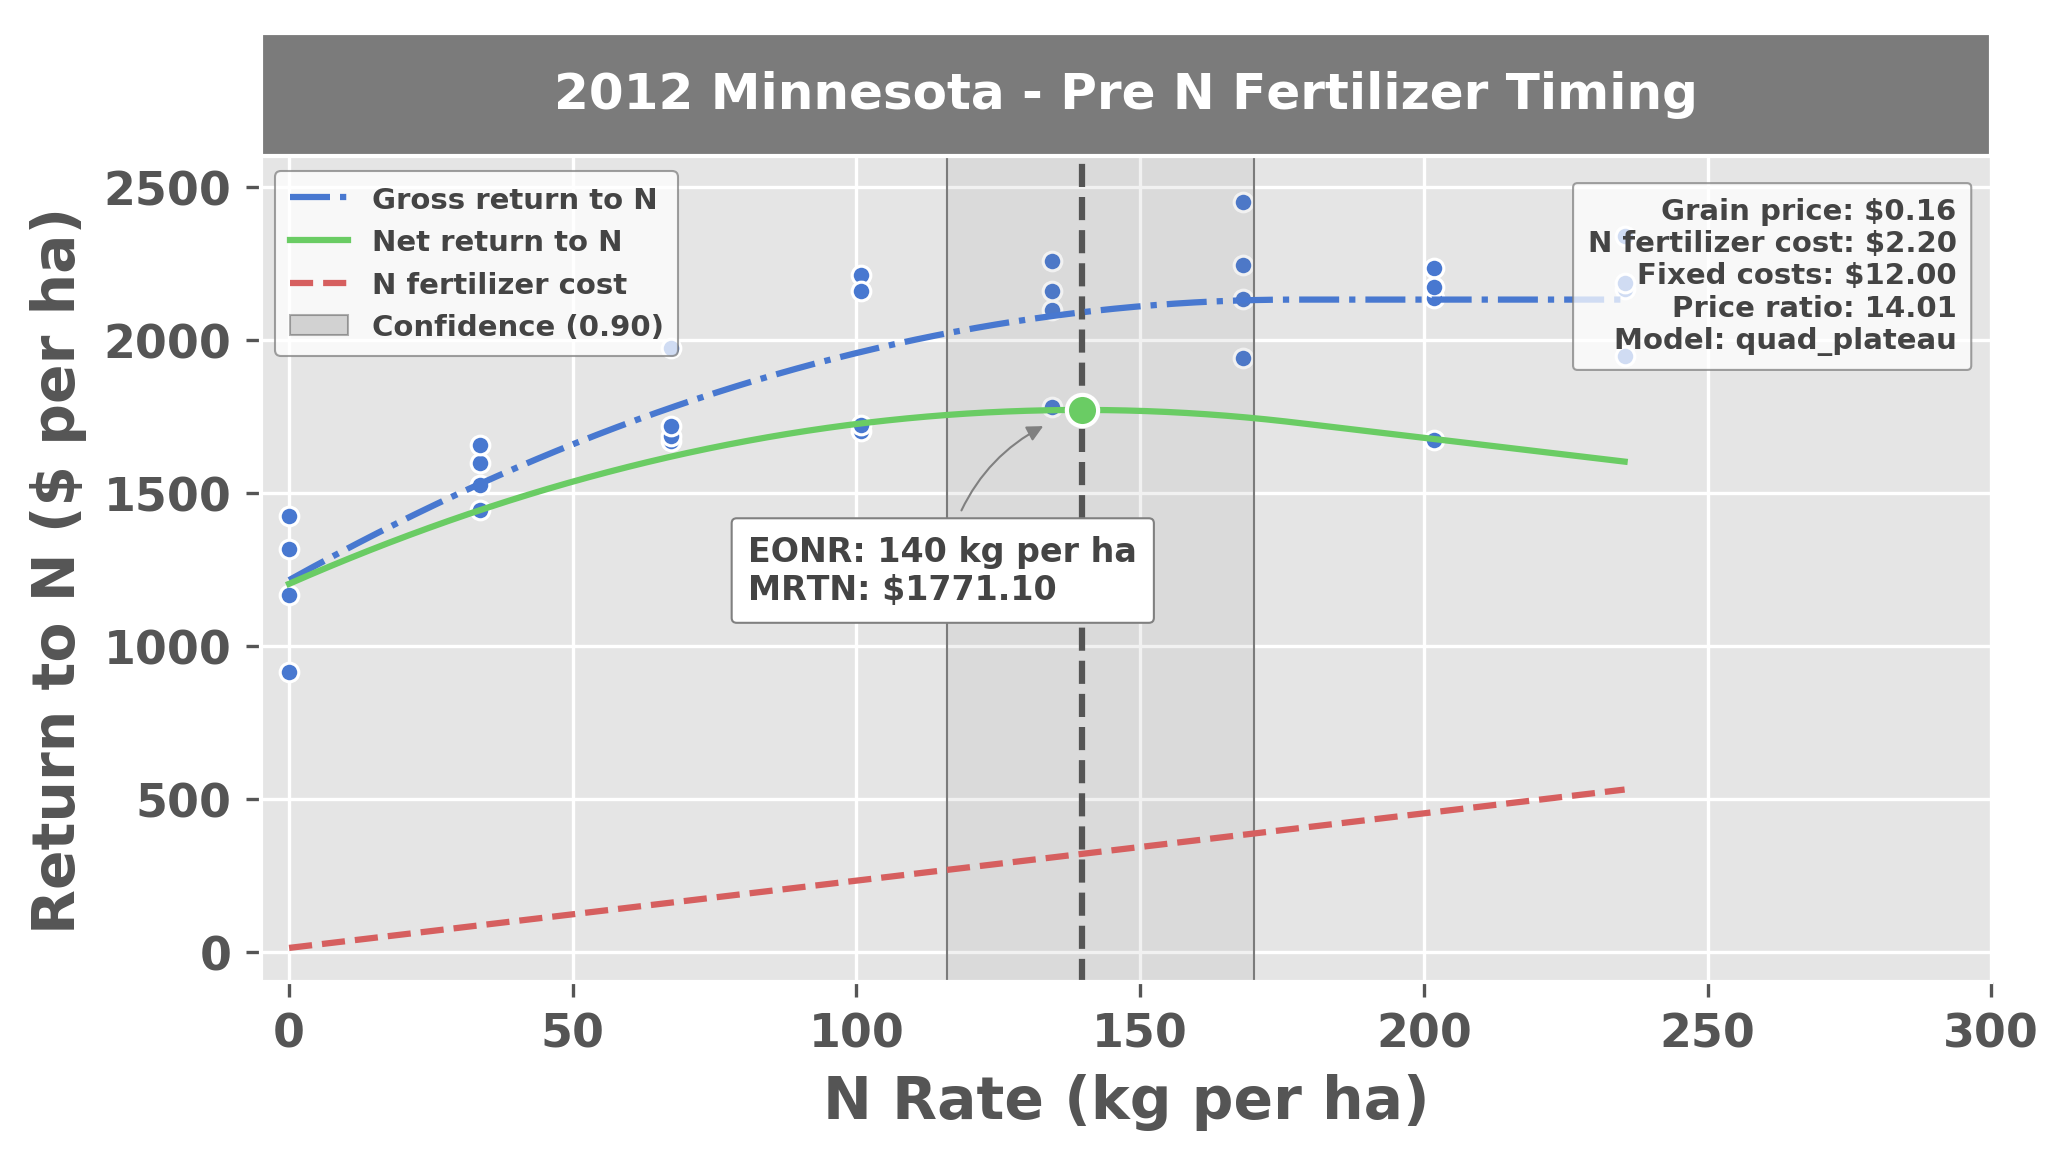 2012 Minnesota - Pre N Fertilizer Timing
Return to N ($ per ha)
2500
2000
1500
1000
500
0
Gross return to N
Net return to N
N fertilizer cost
Confidence (0.90)
Grain price: $0.16
N fertilizer cost: $2.20
Fixed costs: $12.00
Price ratio: 14.01
Model: quad_plateau
EONR: 140 kg per ha
MRTN: $1771.10
0 50 100 150 200 250 300
N Rate (kg per ha)